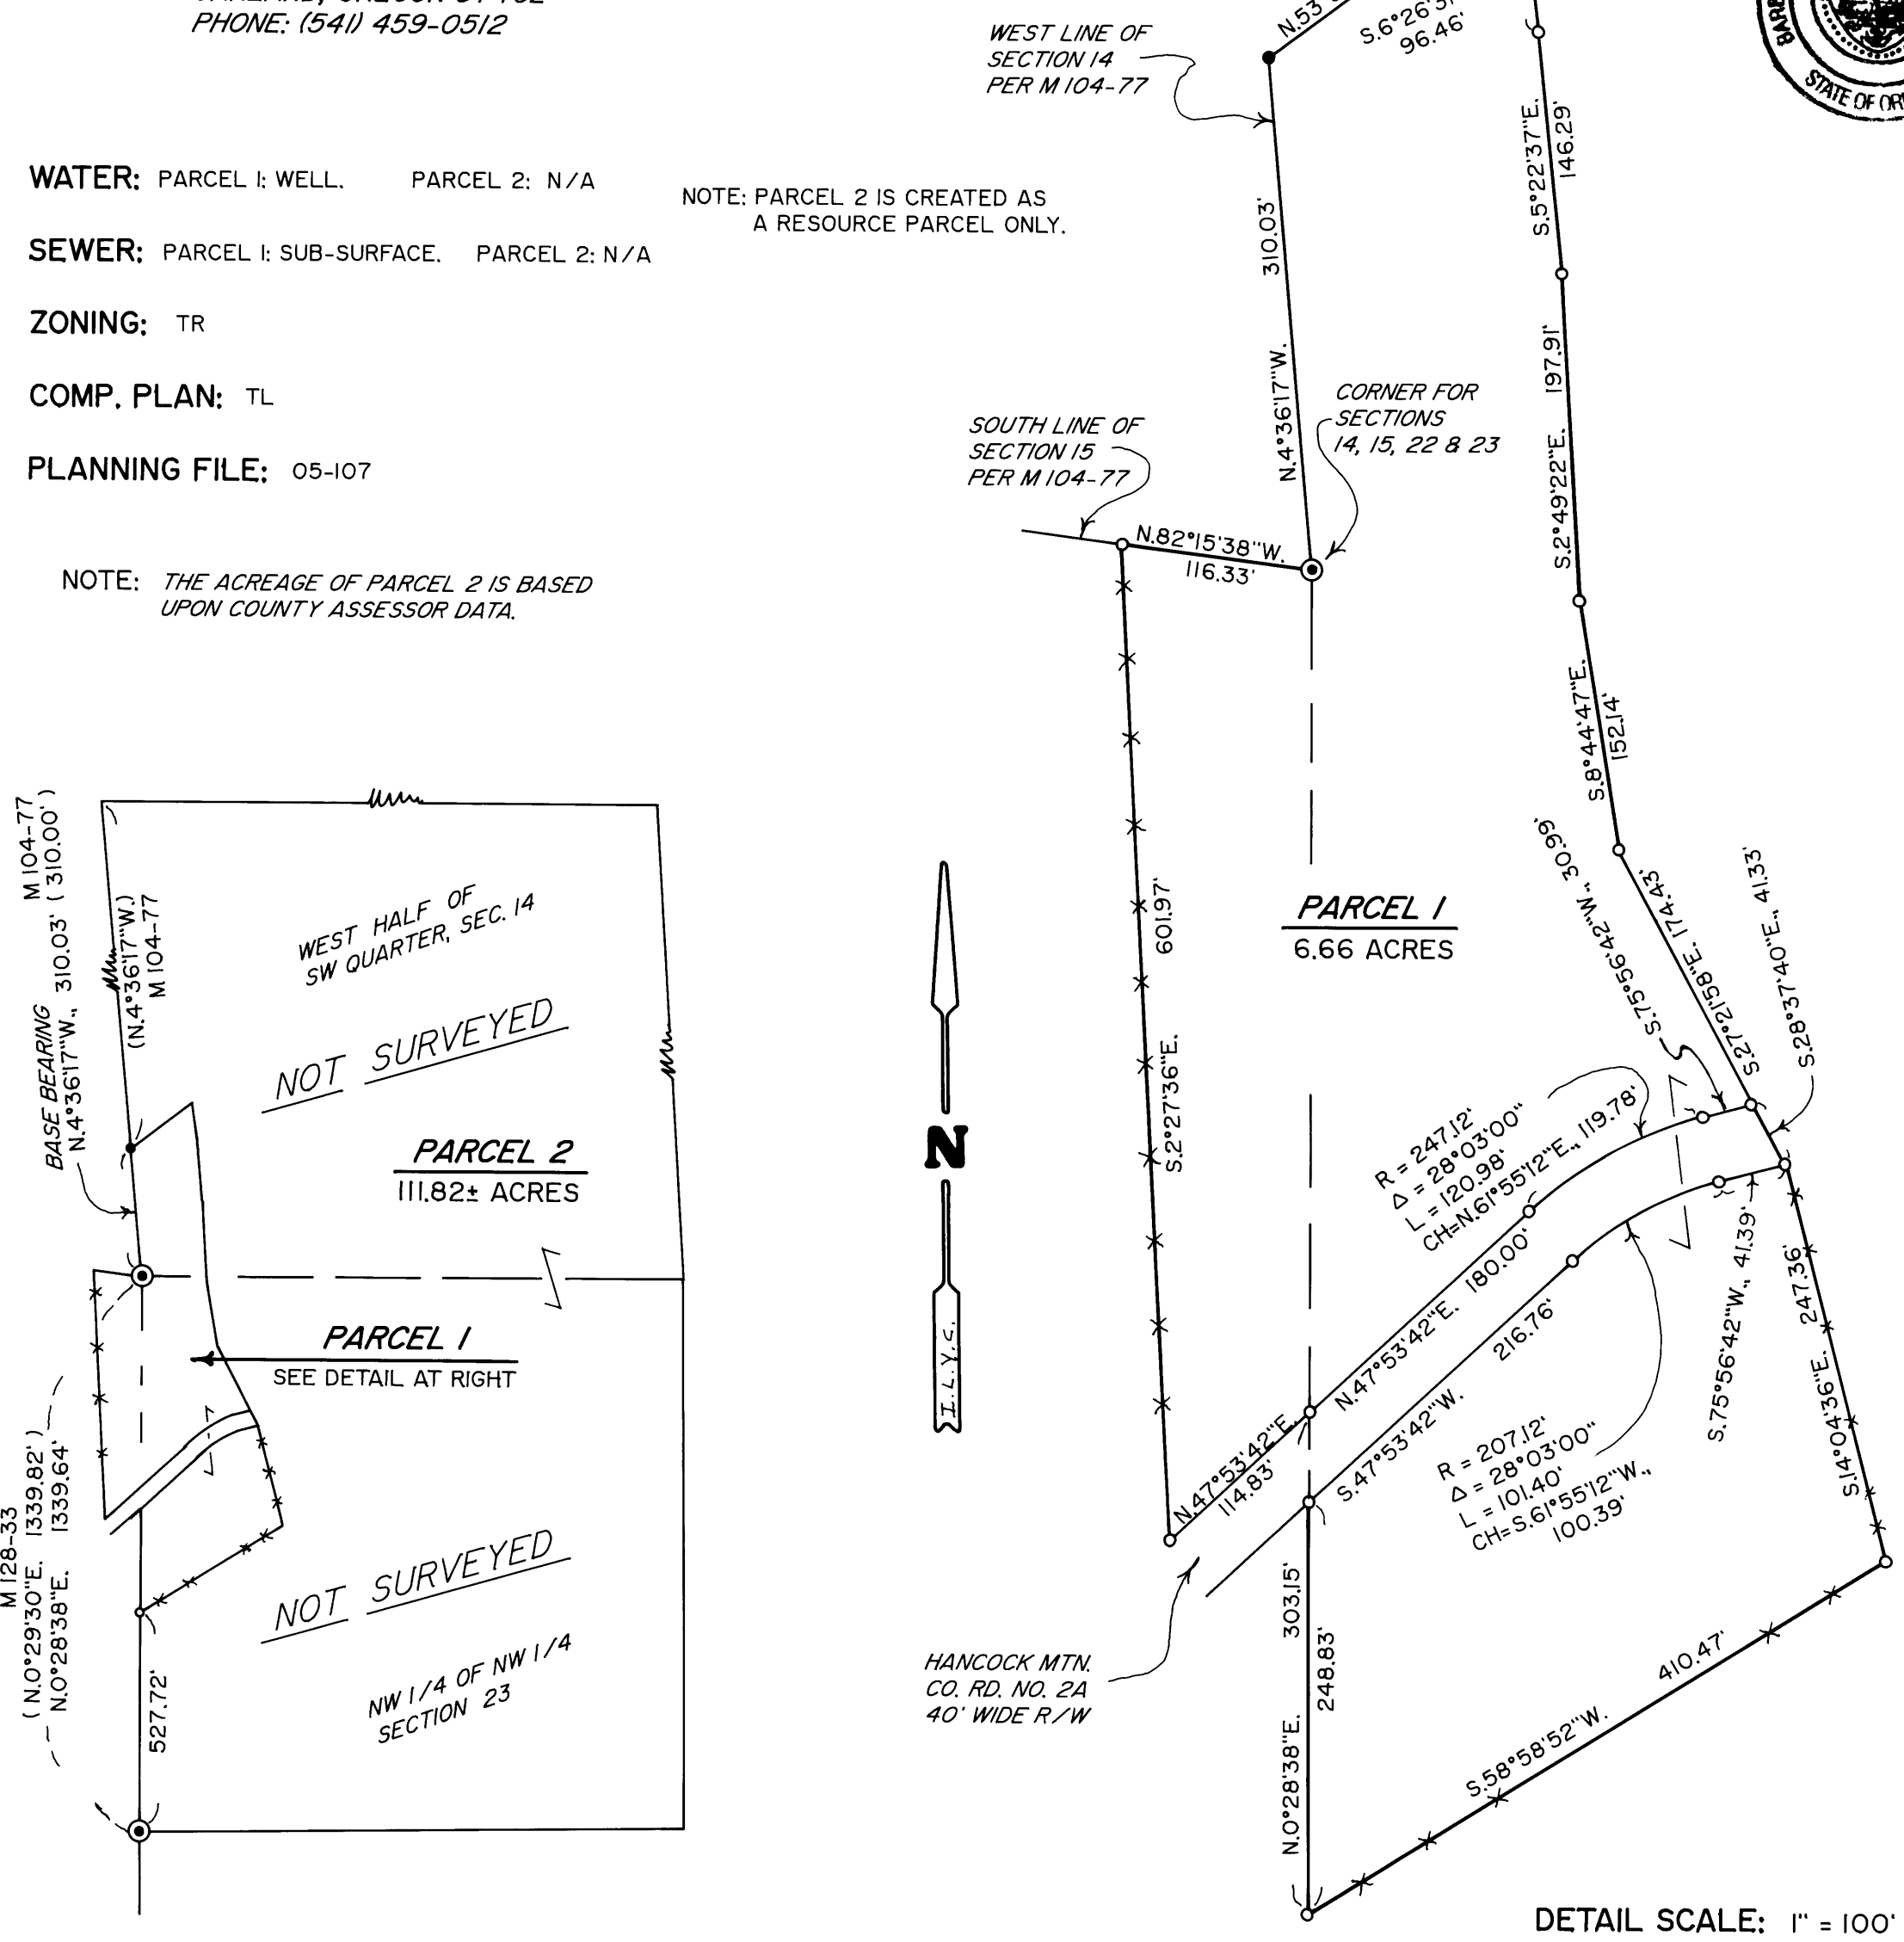 PHONE: (541) 459-0512
WATER: PARCEL 1: WELL. PARCEL 2: N/A
SEWER: PARCEL 1: SUB-SURFACE. PARCEL 2: N/A
ZONING: TR
COMP. PLAN: TL
PLANNING FILE: 05-107
NOTE: PARCEL 2 IS CREATED AS
A RESOURCE PARCEL ONLY.
NOTE: THE ACREAGE OF PARCEL 2 IS BASED
UPON COUNTY ASSESSOR DATA.
M 104-77
BASE BEARING
N.4°36'17"W., 310.03' (310.00')
(N.4°36'17"W.)
M 104-77
WEST HALF OF
SW QUARTER, SEC. 14
NOT SURVEYED
PARCEL 2
111.82± ACRES
PARCEL 1
SEE DETAIL AT RIGHT
M 128-33
(N.0°29'30"E. 1339.82')
N.0°28'38"E. 1339.64'
527.72'
NOT SURVEYED
NW 1/4 OF NW 1/4
SECTION 23
N
I.L.Y.C.
WEST LINE OF
SECTION 14
PER M 104-77
N.53
96.46'
STATE OF
310.03'
N.4°36'17"W.
S.5°22'37"E.
146.29'
SOUTH LINE OF
SECTION 15
PER M 104-77
CORNER FOR
SECTIONS
14, 15, 22 & 23
N.82°15'38"W.
116.33'
S.2°49'22"E. 197.91'
S.8°44'47"E.
152.14'
601.97'
S.2°27'36"E.
PARCEL 1
6.66 ACRES
S.75°56'42"W., 30.99'
S.27°21'58"E. 174.43'
S.28°37'40"E., 41.33'
R = 247.12'
Δ = 28°03'00"
L = 120.98'
CH=N.61°55'12"E., 119.78'
N.47°53'42"E. 180.00'
N.47°53'42"E.
114.83'
S.47°53'42"W. 216.76'
S.75°56'42"W., 41.39'
S.14°04'36"E. 247.36'
R = 207.12'
Δ = 28°03'00"
L = 101.40'
CH=S.61°55'12"W.,
100.39'
HANCOCK MTN.
CO. RD. NO. 2A
40' WIDE R/W
N.0°28'38"E. 303.15'
248.83'
S.58°58'52"W. 410.47'
DETAIL SCALE: 1" = 100'